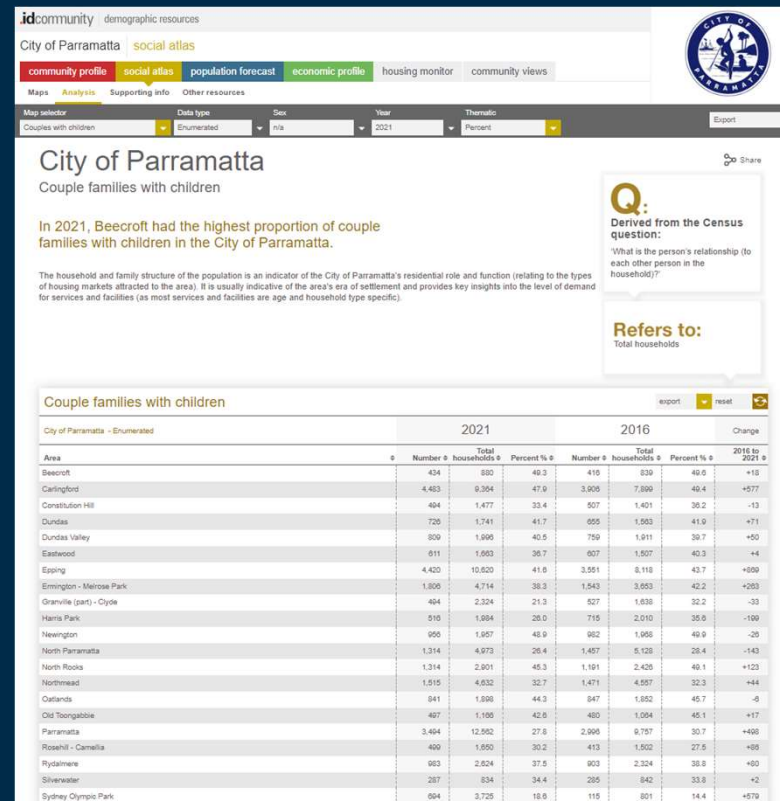 .idcommunity demographic resources
City of Parramatta social atlas
CITY OF PARRAMATTA
community profile social atlas population forecast economic profile housing monitor community views
Maps Analysis Supporting info Other resources
Map selector Data type Sex Year Thematic
Couples with children Enumerated n/a 2021 Percent Export
City of Parramatta
Share
Couple families with children
In 2021, Beecroft had the highest proportion of couple
families with children in the City of Parramatta.
The household and family structure of the population is an indicator of the City of Parramatta's residential role and function (relating to the types
of housing markets attracted to the area). It is usually indicative of the area's era of settlement and provides key insights into the level of demand
for services and facilities (as most services and facilities are age and household type specific).
Q:
Derived from the Census
question:
'What is the person's relationship (to
each other person in the
household)?'
Refers to:
Total households
Couple families with children export reset
City of Parramatta - Enumerated 2021 2016 Change
Area Number Total households Percent % Number Total households Percent % 2016 to 2021
Beecroft 434 880 49.3 416 839 49.6 +18
Carlingford 4,483 9,364 47.9 3,906 7,899 49.4 +577
Constitution Hill 494 1,477 33.4 507 1,401 36.2 -13
Dundas 726 1,741 41.7 655 1,563 41.9 +71
Dundas Valley 809 1,996 40.5 759 1,911 39.7 +50
Eastwood 611 1,663 36.7 607 1,507 40.3 +4
Epping 4,420 10,620 41.6 3,551 8,118 43.7 +869
Ermington - Melrose Park 1,806 4,714 38.3 1,543 3,653 42.2 +263
Granville (part) - Clyde 494 2,324 21.3 527 1,638 32.2 -33
Harris Park 516 1,984 26.0 715 2,010 35.6 -199
Newington 956 1,957 48.9 982 1,968 49.9 -26
North Parramatta 1,314 4,973 26.4 1,457 5,128 28.4 -143
North Rocks 1,314 2,901 45.3 1,191 2,426 49.1 +123
Northmead 1,515 4,632 32.7 1,471 4,557 32.3 +44
Oatlands 841 1,898 44.3 847 1,852 45.7 -6
Old Toongabbie 497 1,166 42.6 480 1,064 45.1 +17
Parramatta 3,494 12,562 27.8 2,996 9,757 30.7 +498
Rosehill - Camellia 499 1,650 30.2 413 1,502 27.5 +86
Rydalmere 983 2,624 37.5 903 2,324 38.8 +80
Silverwater 287 834 34.4 285 842 33.8 +2
Sydney Olympic Park 694 3,725 18.6 115 801 14.4 +579